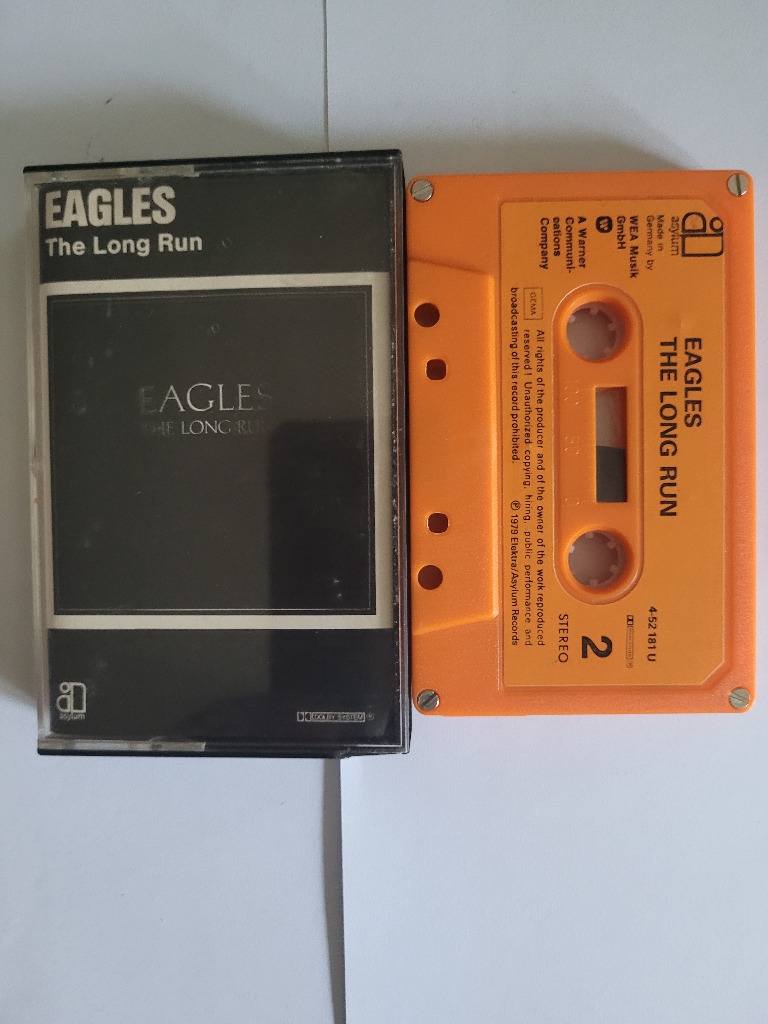 EAGLES
The Long Run
EAGLES
THE LONG RUN
asylum
DOLBY SYSTEM
asylum
Made in
Germany by
WEA Musik
GmbH
A Warner
Communi-
cations
Company
EAGLES
THE LONG RUN
GEMA
All rights of the producer and of the owner of the work reproduced
reserved! Unauthorized copying, hiring, public performance and
broadcasting of this record prohibited.
Ⓟ 1979 Elektra/Asylum Records
4-52 181 U
2
STEREO